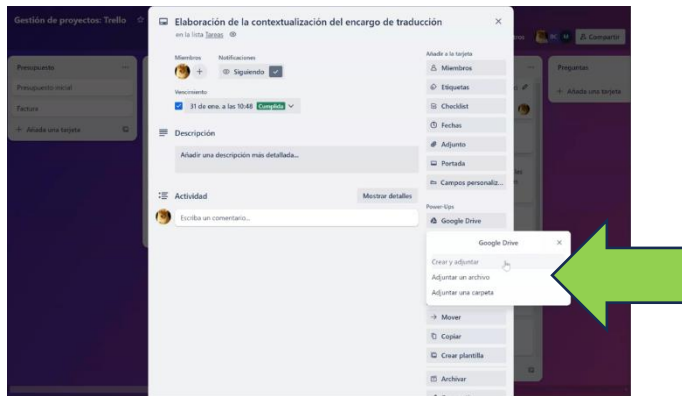 Gestión de proyectos: Trello
Compartir
Presupuesto
Presupuesto inicial
Factura
+ Añada una tarjeta
Elaboración de la contextualización del encargo de traducción
en la lista Tareas
Miembros
Notificaciones
Siguiendo
Vencimiento
31 de ene. a las 10:48 Cumplida
Descripción
Añadir una descripción más detallada...
Actividad
Mostrar detalles
Escriba un comentario...
Añade a la tarjeta
Miembros
Etiquetas
Checklist
Fechas
Adjunto
Portada
Campos personaliz...
Power-Ups
Google Drive
Google Drive
Crear y adjuntar
Adjuntar un archivo
Adjuntar una carpeta
Mover
Copiar
Crear plantilla
Archivar
Preguntas
+ Añada una tarjeta